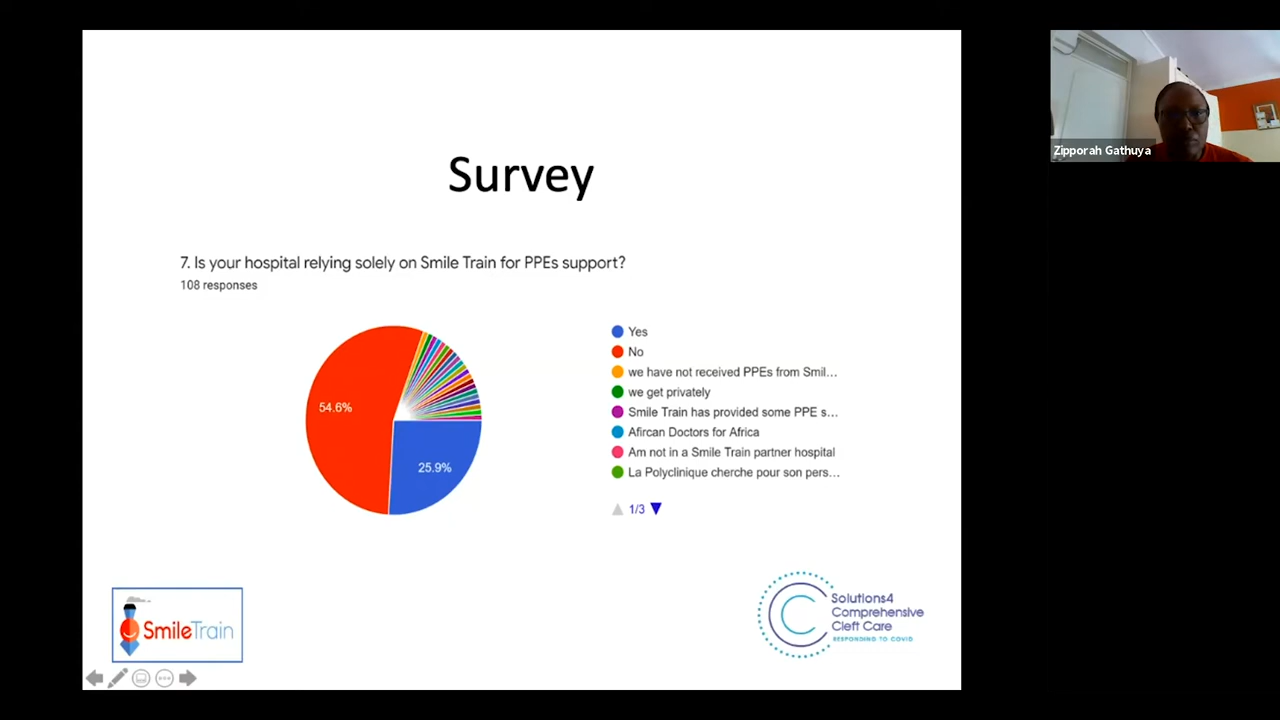 Survey
7. Is your hospital relying solely on Smile Train for PPEs support?
108 responses
54.6%
25.9%
Yes
No
we have not received PPEs from Smil...
we get privately
Smile Train has provided some PPE s...
Afircan Doctors for Africa
Am not in a Smile Train partner hospital
La Polyclinique cherche pour son pers...
1/3
SmileTrain
Solutions4
Comprehensive
Cleft Care
RESPONDING TO COVID
Zipporah Gathuya